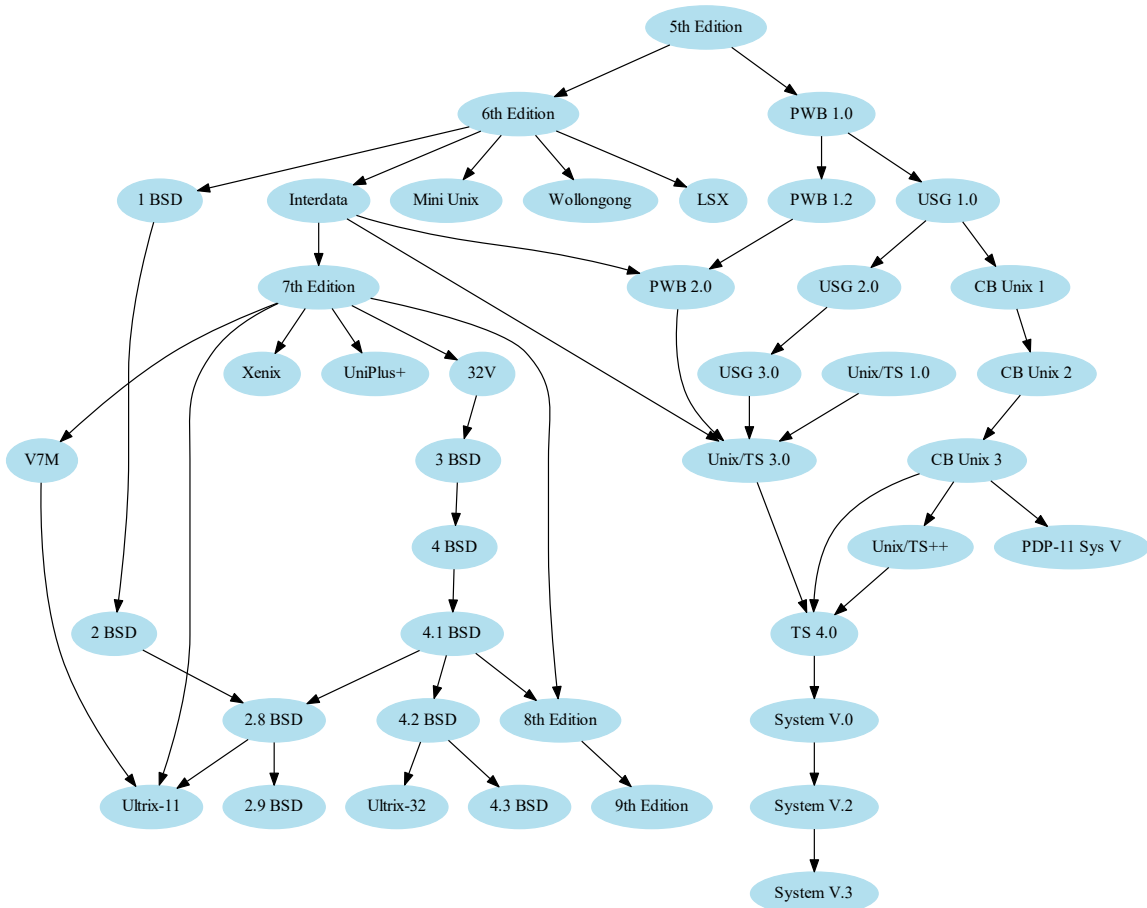 5th Edition
6th Edition
PWB 1.0
1 BSD
Interdata
Mini Unix
Wollongong
LSX
PWB 1.2
USG 1.0
7th Edition
PWB 2.0
USG 2.0
CB Unix 1
Xenix
UniPlus+
32V
USG 3.0
Unix/TS 1.0
CB Unix 2
V7M
3 BSD
Unix/TS 3.0
CB Unix 3
4 BSD
Unix/TS++
PDP-11 Sys V
2 BSD
4.1 BSD
TS 4.0
2.8 BSD
4.2 BSD
8th Edition
System V.0
Ultrix-11
2.9 BSD
Ultrix-32
4.3 BSD
9th Edition
System V.2
System V.3